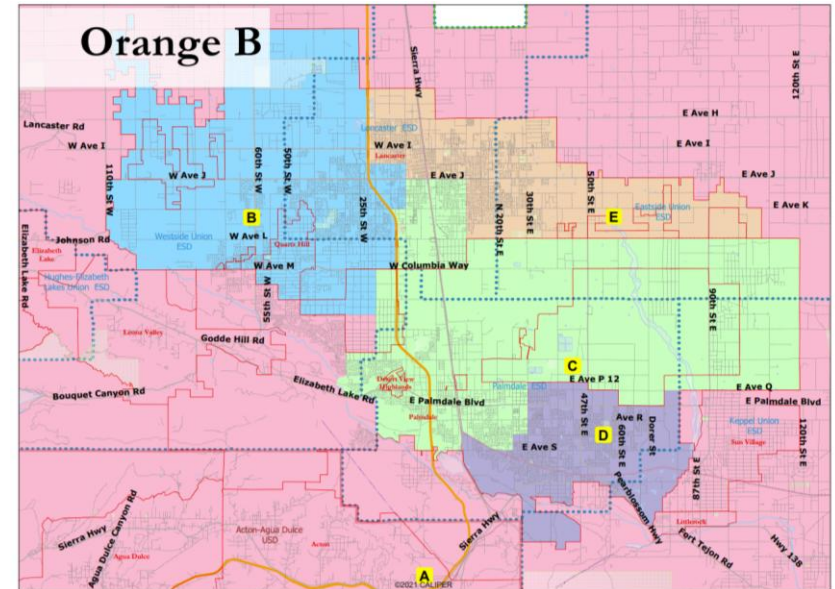 Orange B
Sierra Hwy
120th St E
Lancaster Rd
W Ave I
110th St W
W Ave J
60th St W
50th St W
Lancaster ESD
W Ave I
Lancaster
E Ave J
25th St W
N 20th St E
30th St E
50th St E
E Ave H
E Ave I
E Ave J
E Ave K
Eastside Union
ESD
E
B
Westside Union
ESD
W Ave L
Quartz Hill
W Ave M
55th St W
W Columbia Way
Elizabeth Lake Rd
Johnson Rd
Elizabeth
Lake
Hughes-Elizabeth
Lakes Union ESD
Leona Valley
Godde Hill Rd
Bouquet Canyon Rd
Elizabeth Lake Rd
Desert View
Highlands
Palmdale
E Palmdale Blvd
Palmdale ESD
C
E Ave P 12
90th St E
E Ave Q
E Palmdale Blvd
Keppel Union
ESD
Sun Village
120th St E
47th St E
Ave R
D
60th St E
Dorer St
E Ave S
87th St E
Pearblossom Hwy
Littlerock
Fort Tejon Rd
Hwy 138
Sierra Hwy
Agua Dulce Canyon Rd
Agua Dulce
Acton-Agua Dulce
USD
Acton
Sierra Hwy
A
©2021 CALIPER